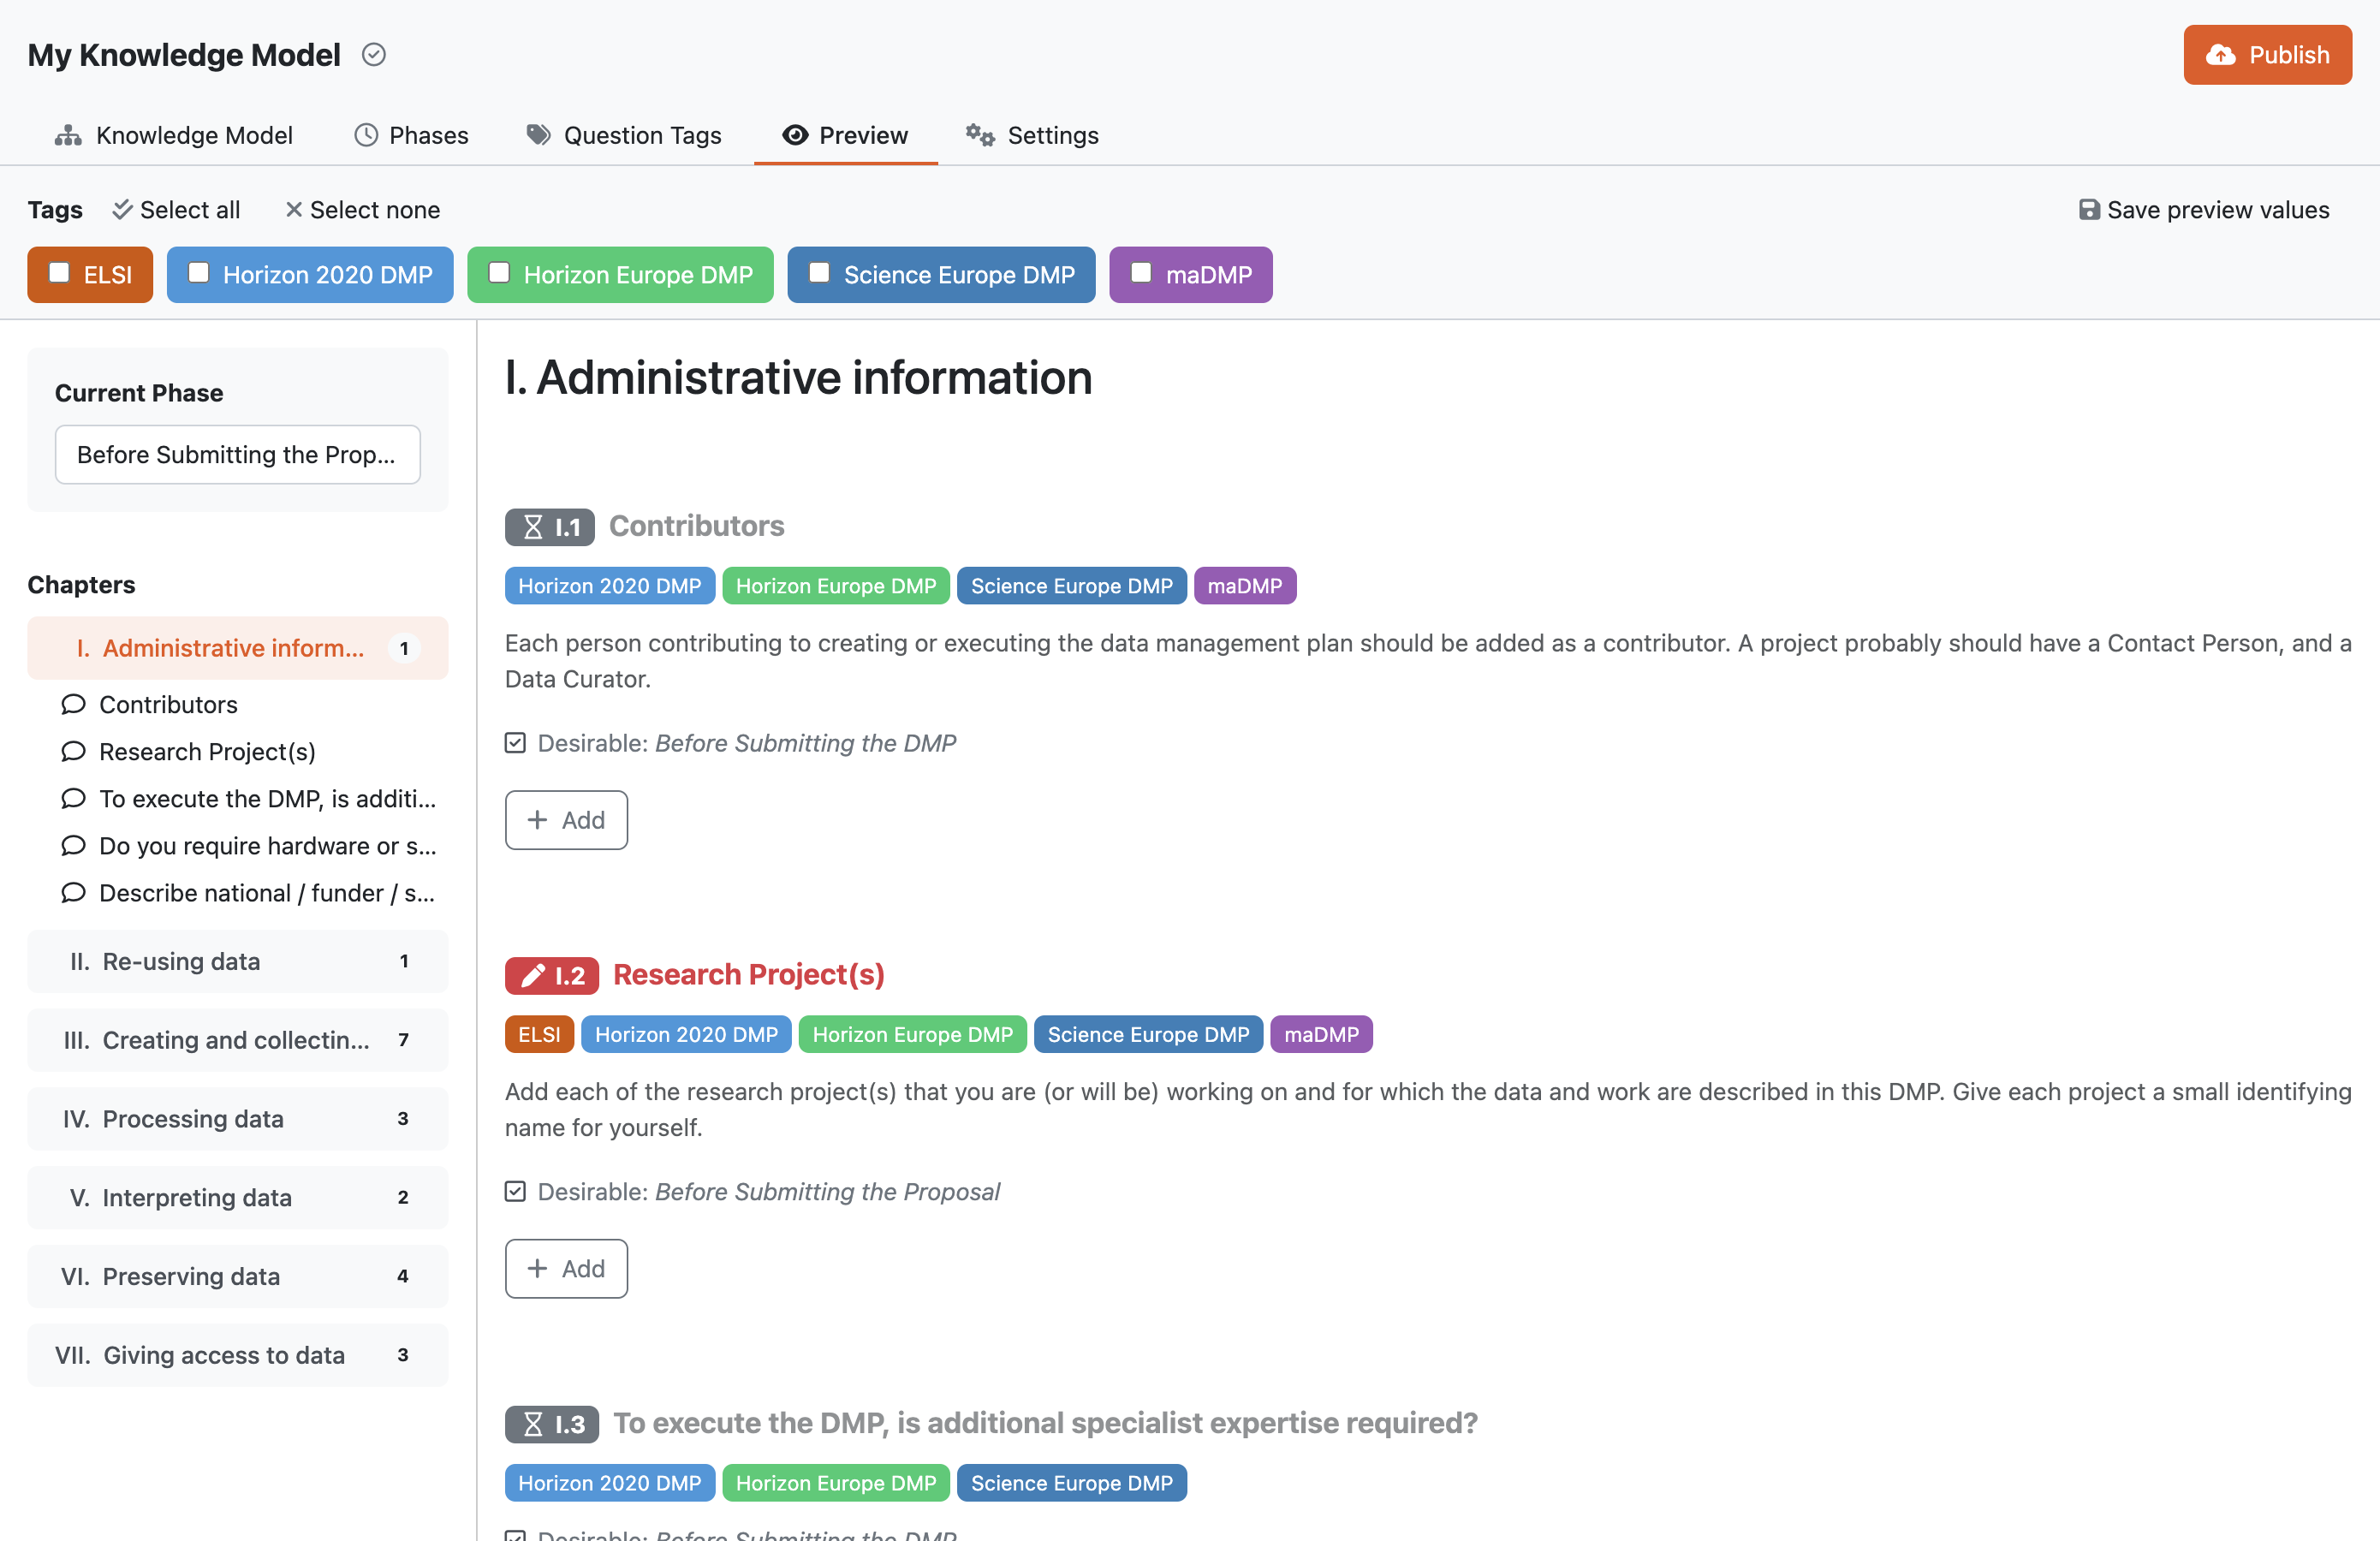 My Knowledge Model
Publish
Knowledge Model
Phases
Question Tags
Preview
Settings
Tags
Select all
Select none
Save preview values
ELSI
Horizon 2020 DMP
Horizon Europe DMP
Science Europe DMP
maDMP
Current Phase
Before Submitting the Prop...
Chapters
I. Administrative inform... 1
Contributors
Research Project(s)
To execute the DMP, is additi...
Do you require hardware or s...
Describe national / funder / s...
II. Re-using data 1
III. Creating and collectin... 7
IV. Processing data 3
V. Interpreting data 2
VI. Preserving data 4
VII. Giving access to data 3
I. Administrative information
I.1 Contributors
Horizon 2020 DMP Horizon Europe DMP Science Europe DMP maDMP
Each person contributing to creating or executing the data management plan should be added as a contributor. A project probably should have a Contact Person, and a
Data Curator.
Desirable: Before Submitting the DMP
Add
I.2 Research Project(s)
ELSI Horizon 2020 DMP Horizon Europe DMP Science Europe DMP maDMP
Add each of the research project(s) that you are (or will be) working on and for which the data and work are described in this DMP. Give each project a small identifying
name for yourself.
Desirable: Before Submitting the Proposal
Add
I.3 To execute the DMP, is additional specialist expertise required?
Horizon 2020 DMP Horizon Europe DMP Science Europe DMP
Desirable: Before Submitting the DMP